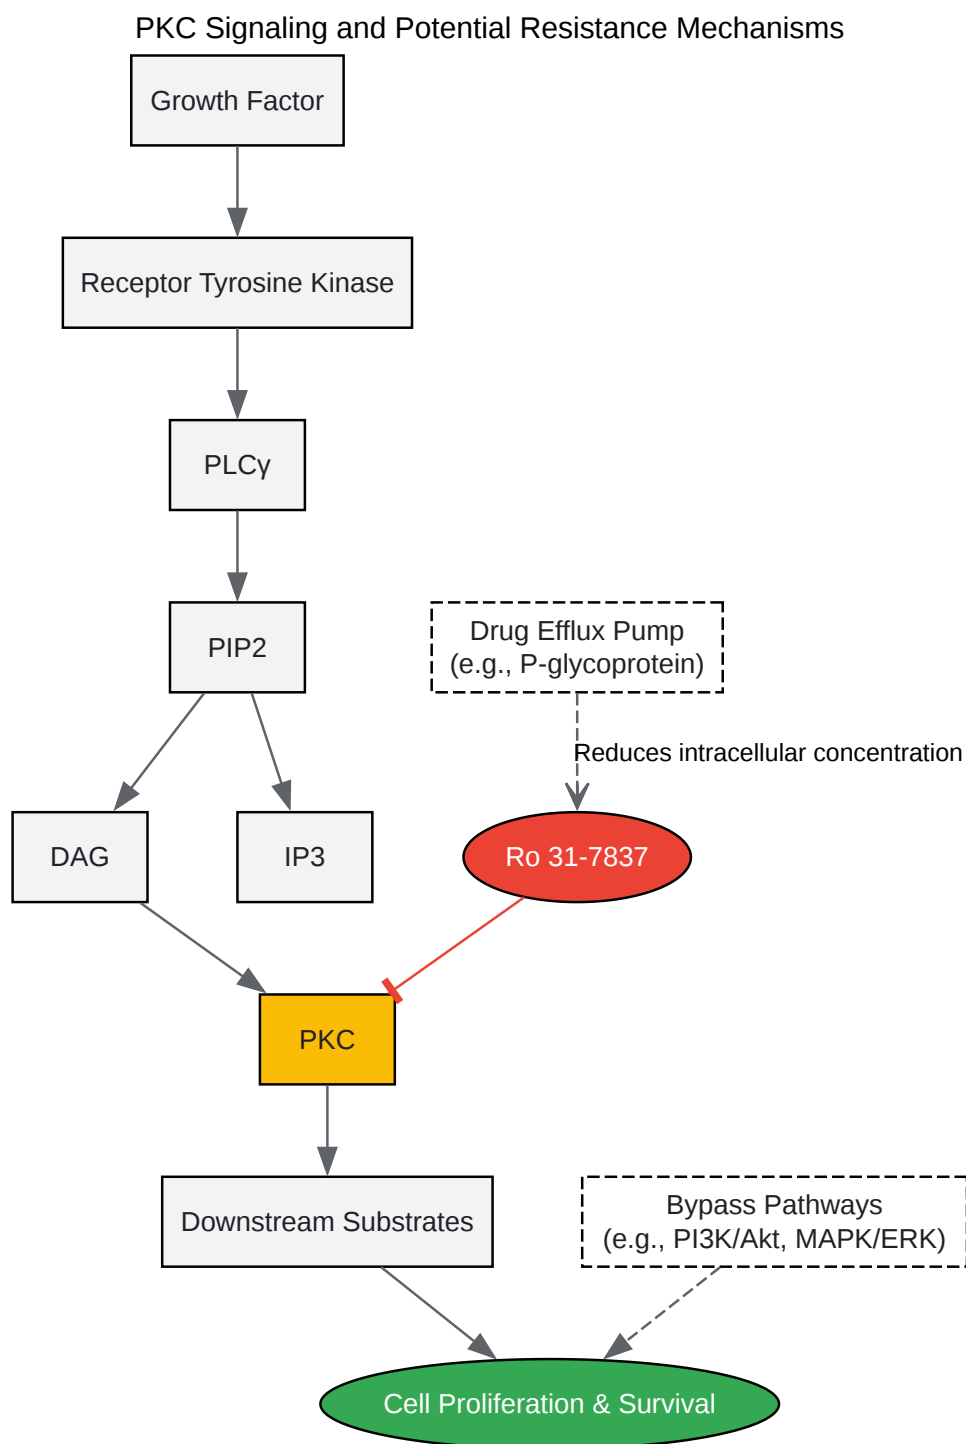 PKC Signaling and Potential Resistance Mechanisms
Growth Factor
Receptor Tyrosine Kinase
PLCγ
PIP2
Drug Efflux Pump
(e.g., P-glycoprotein)
Reduces intracellular concentration
DAG
IP3
Ro 31-7837
PKC
Downstream Substrates
Bypass Pathways
(e.g., PI3K/Akt, MAPK/ERK)
Cell Proliferation & Survival